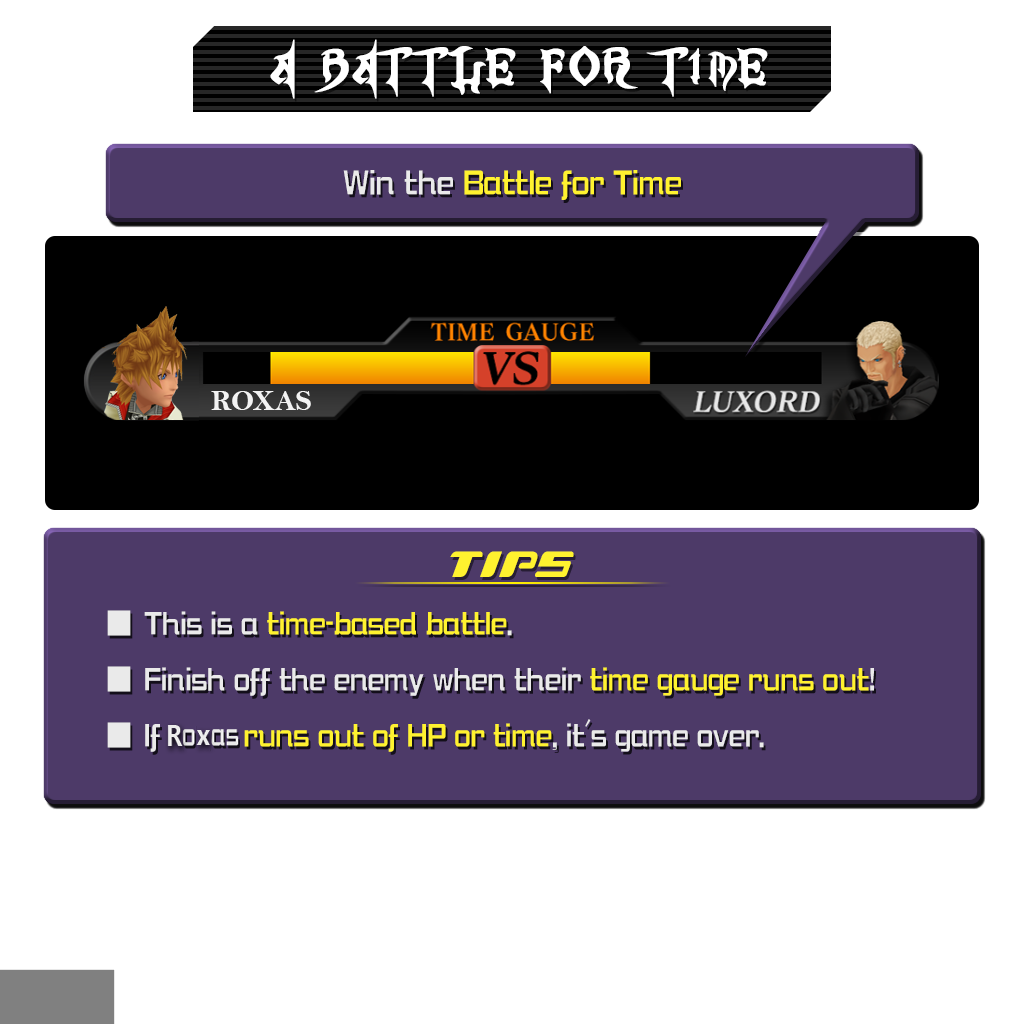 A BATTLE FOR TIME
Win the Battle for Time
TIME GAUGE
VS
ROXAS
LUXORD
TIPS
This is a time-based battle.
Finish off the enemy when their time gauge runs out!
If Roxas runs out of HP or time, it's game over.